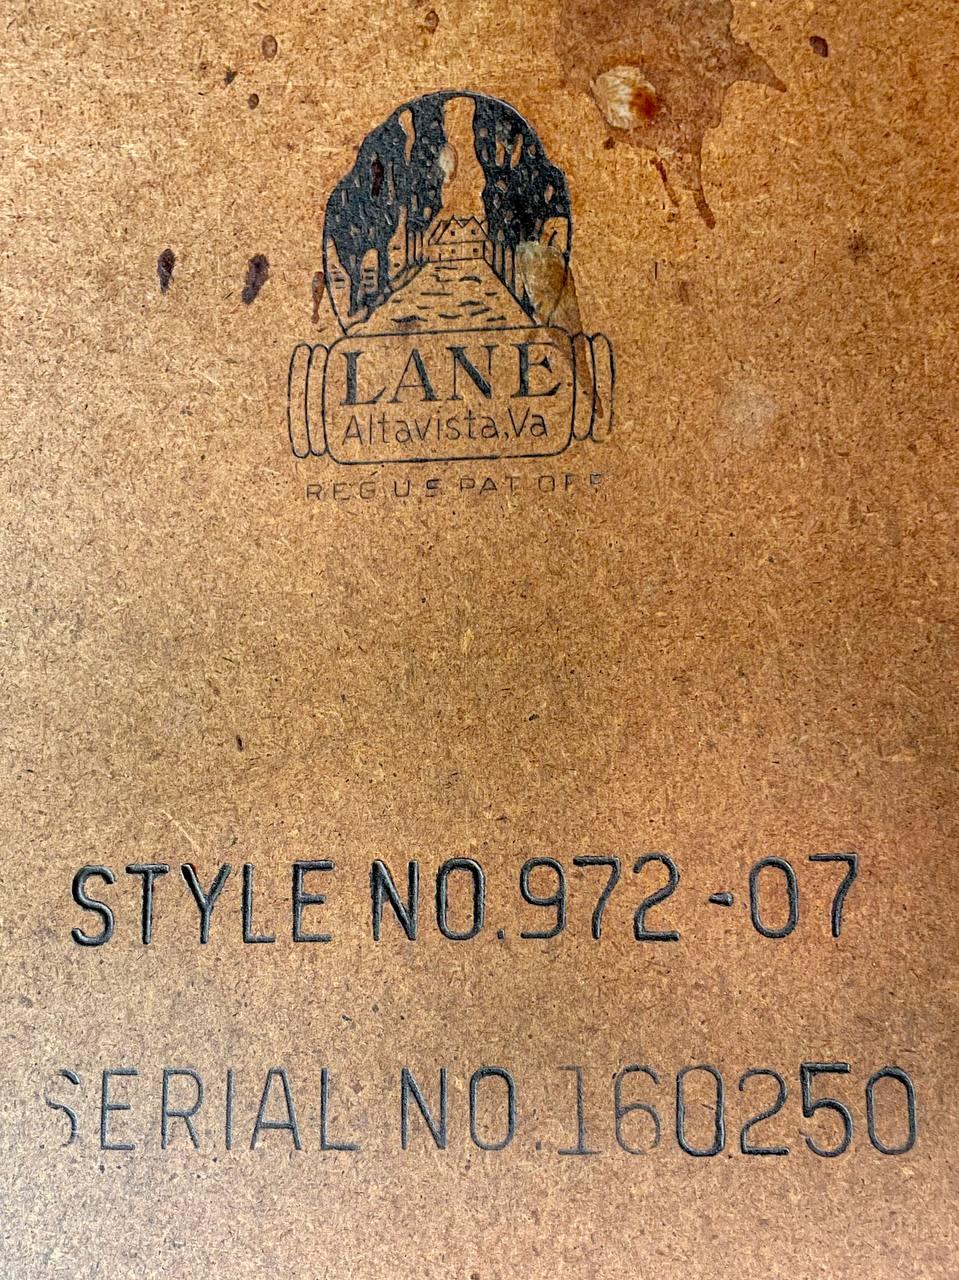 LANE
Altavista,Va
REG U S PAT OFF
STYLE NO.972-07
SERIAL NO.160250